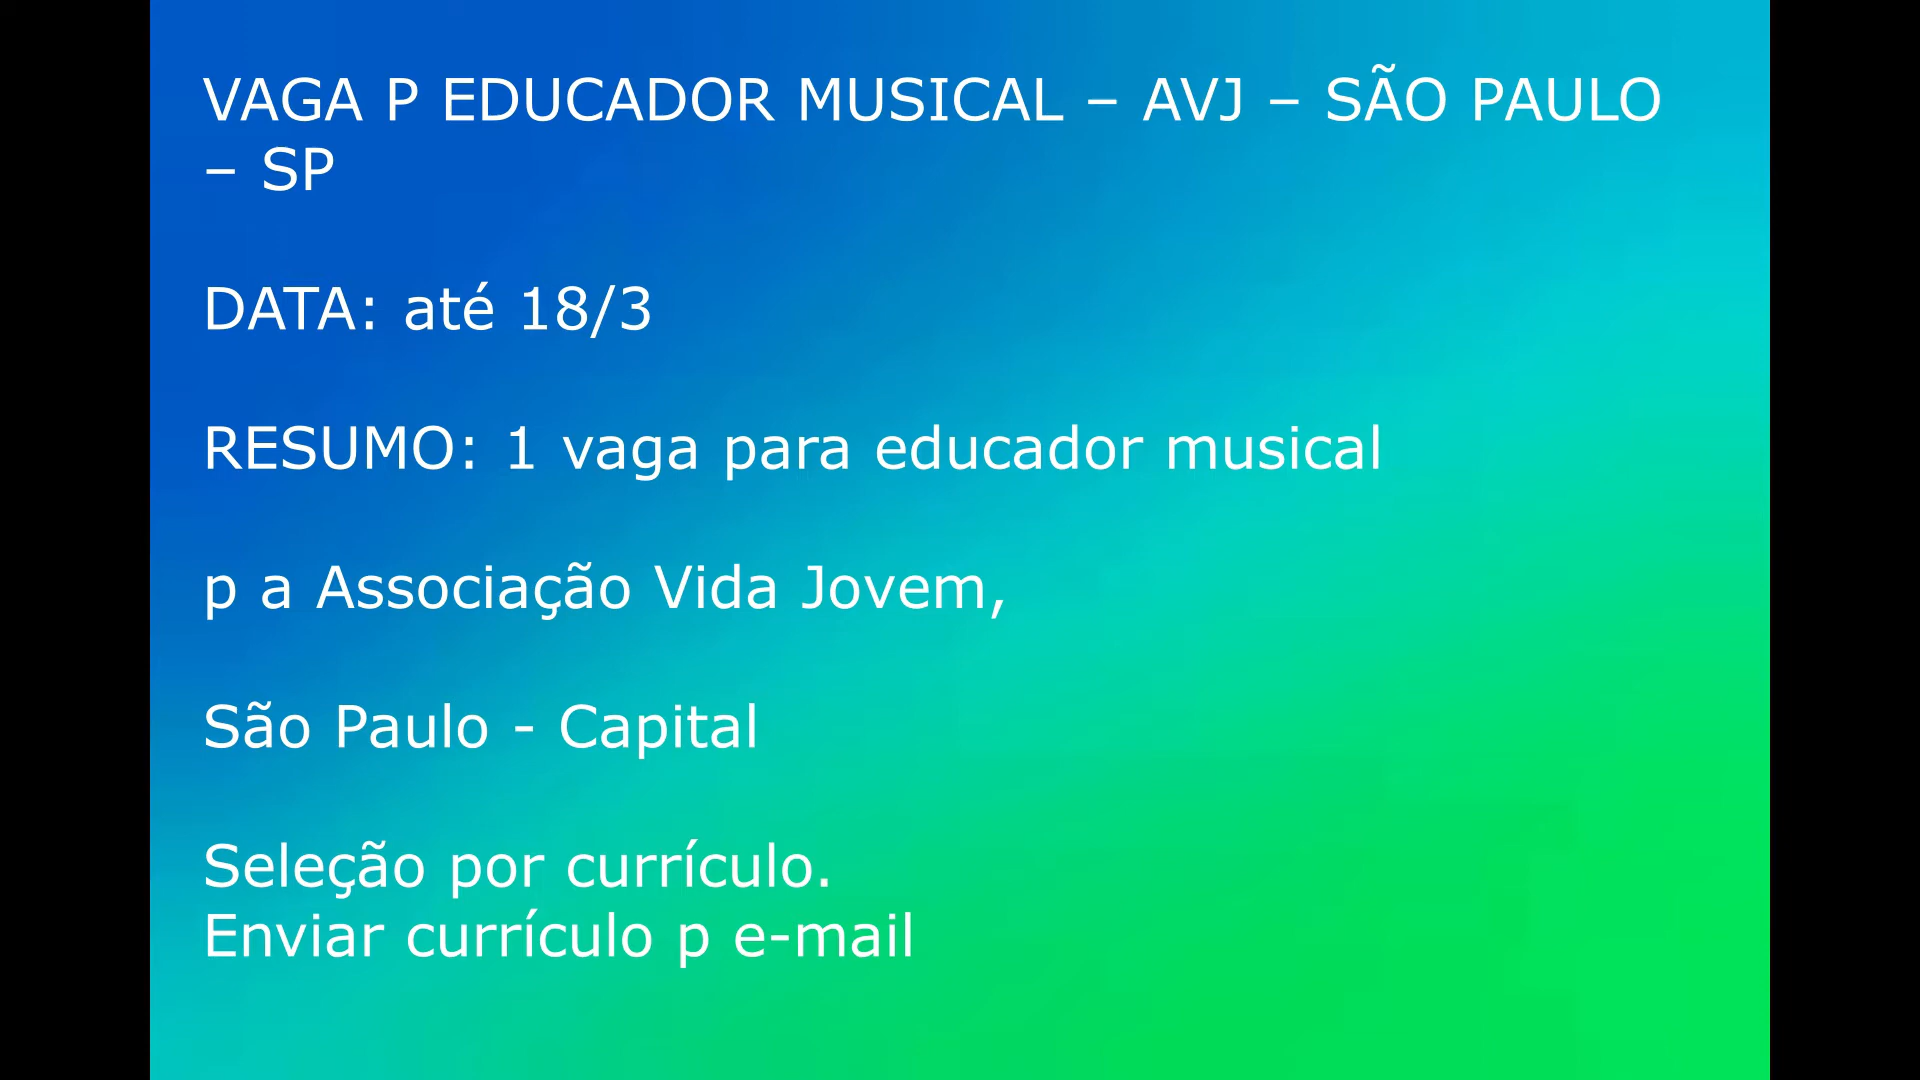 VAGA P EDUCADOR MUSICAL – AVJ – SÃO PAULO
– SP
DATA: até 18/3
RESUMO: 1 vaga para educador musical
p a Associação Vida Jovem,
São Paulo - Capital
Seleção por currículo.
Enviar currículo p e-mail